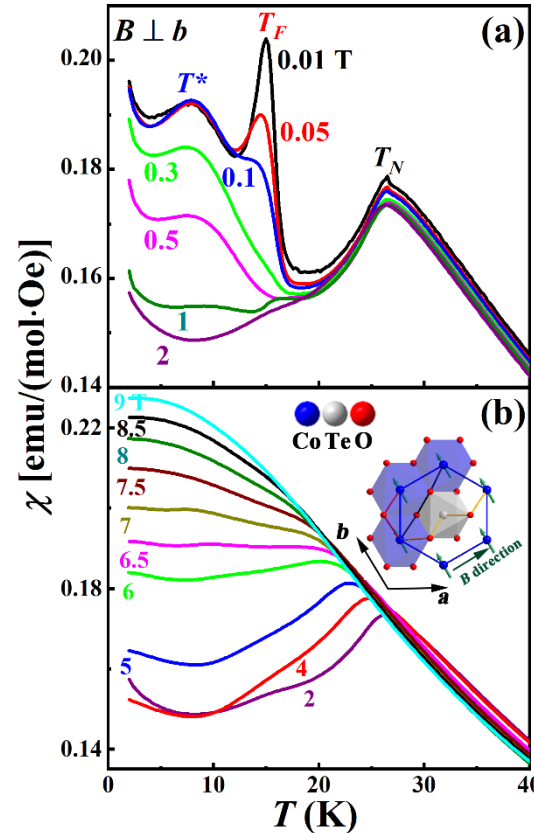 B ⊥ b
T_F
(a)
0.01 T
0.20
T*
0.05
T_N
0.18
0.3
0.1
0.5
0.16
1
2
0.14
χ [emu/(mol·Oe)]
9 T
(b)
8.5
Co Te O
0.22
8
7.5
7
b
B direction
a
6.5
0.18
6
5
4
2
0.14
0 10 20 30 40
T (K)